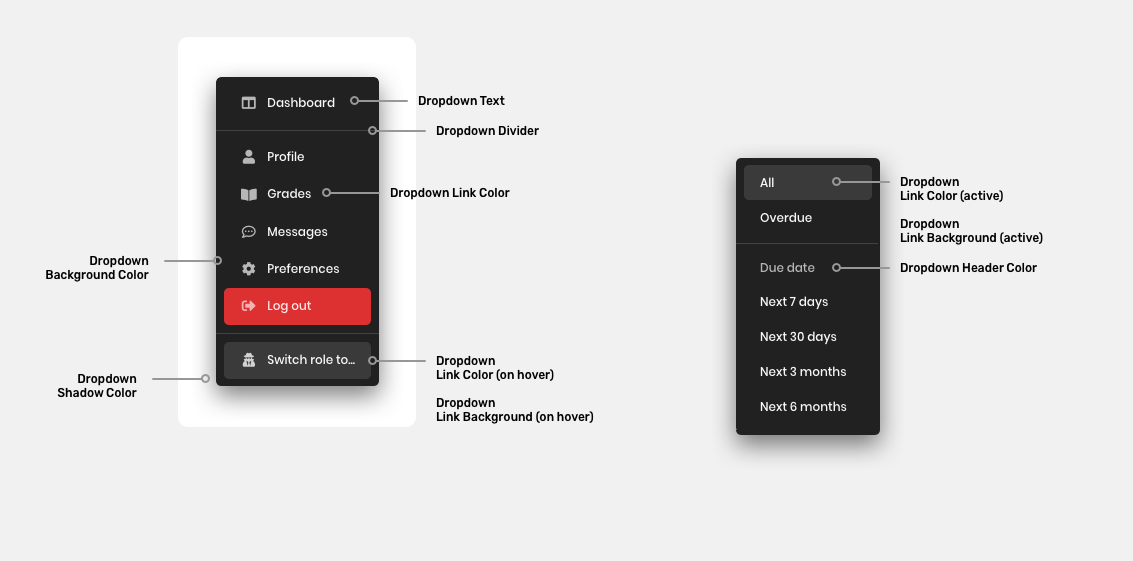 Dashboard
Dropdown Text
Dropdown Divider
Profile
Grades
Dropdown Link Color
Messages
Dropdown
Background Color
Preferences
Log out
Switch role to...
Dropdown
Link Color (on hover)
Dropdown
Shadow Color
Dropdown
Link Background (on hover)
All
Dropdown
Link Color (active)
Overdue
Dropdown
Link Background (active)
Due date
Dropdown Header Color
Next 7 days
Next 30 days
Next 3 months
Next 6 months